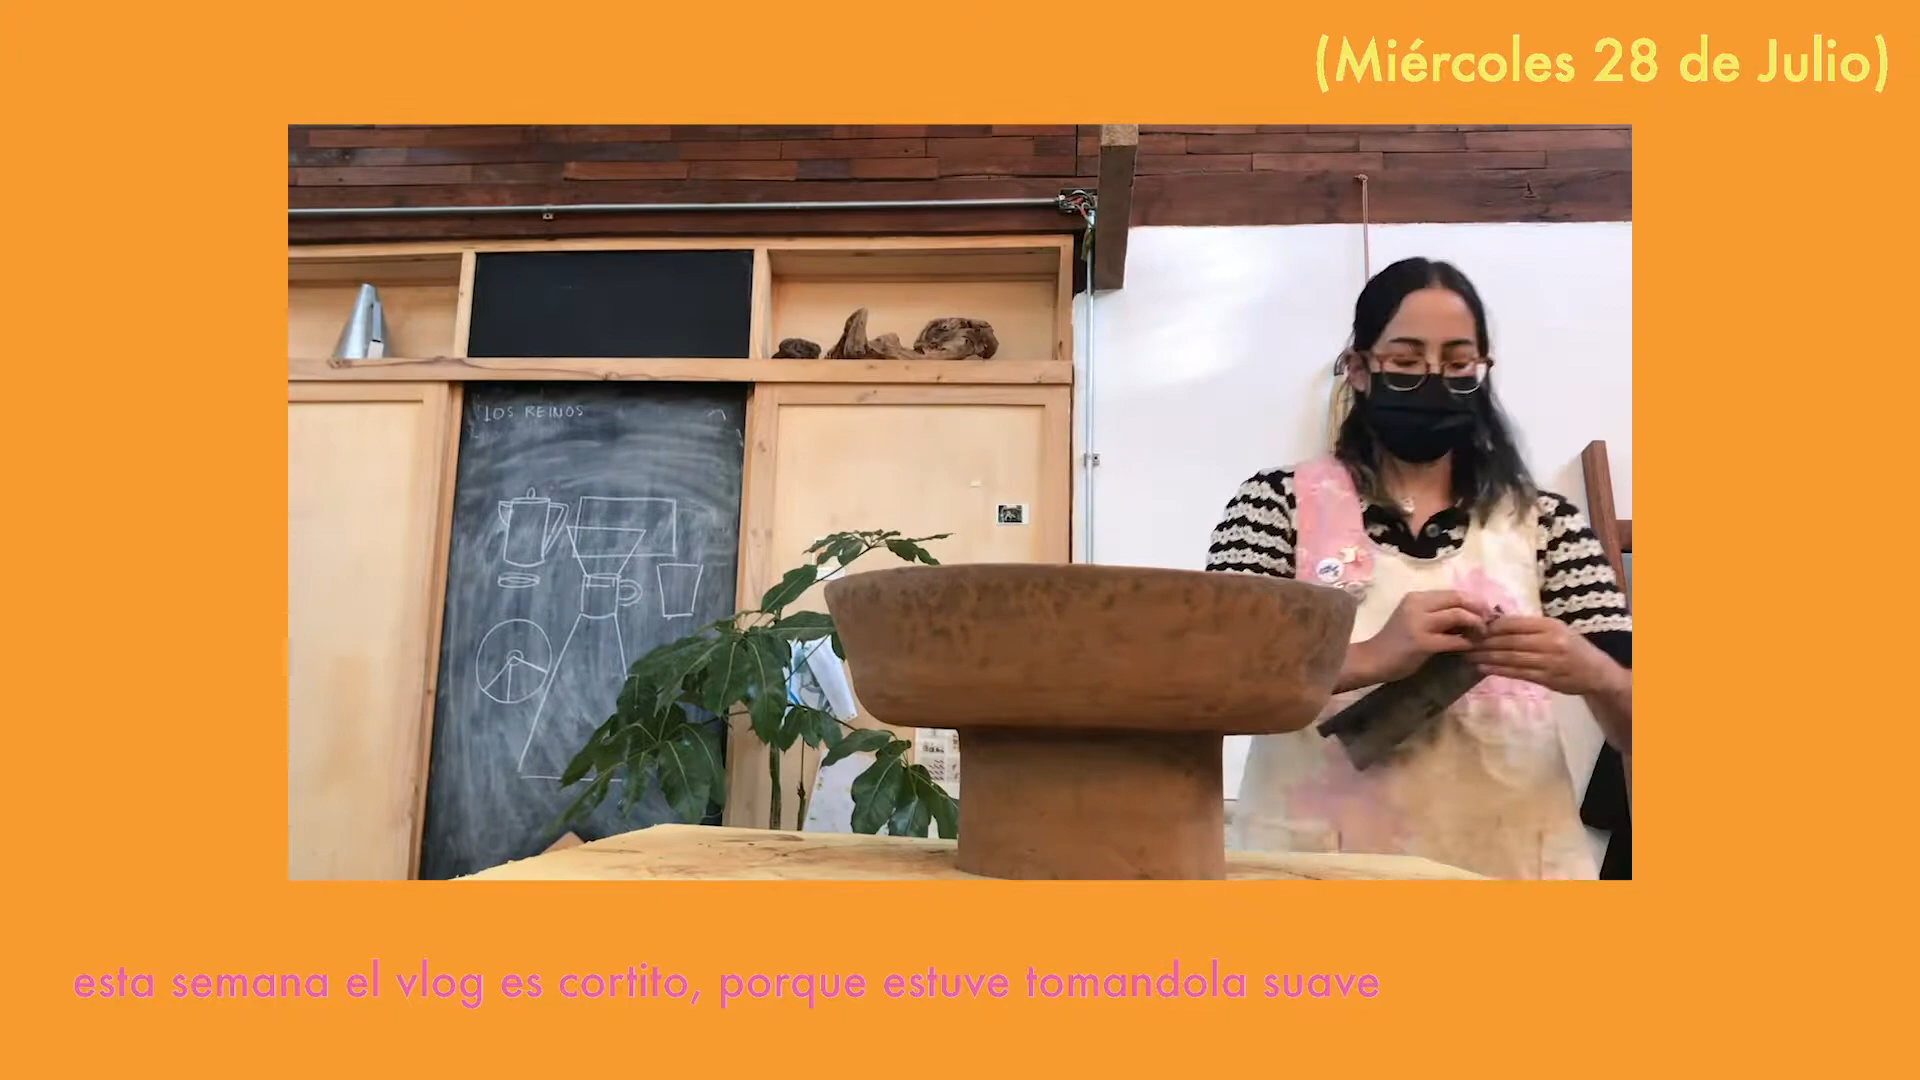 (Miércoles 28 de Julio)
LOS REINOS
esta semana el vlog es cortito, porque estuve tomandola suave